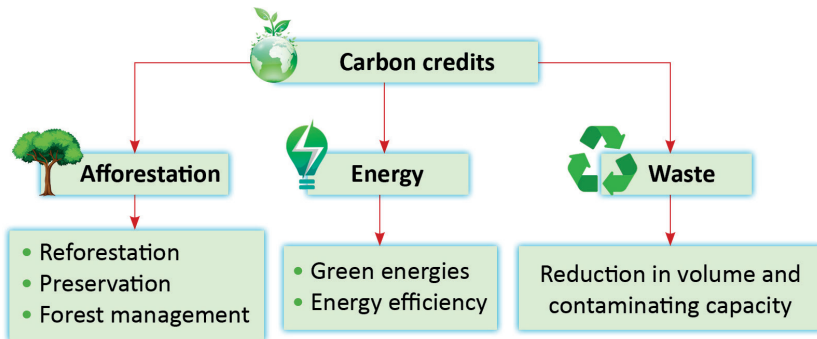 Carbon credits
Afforestation
Energy
Waste
• Reforestation
• Preservation
• Forest management
• Green energies
• Energy efficiency
Reduction in volume and
contaminating capacity